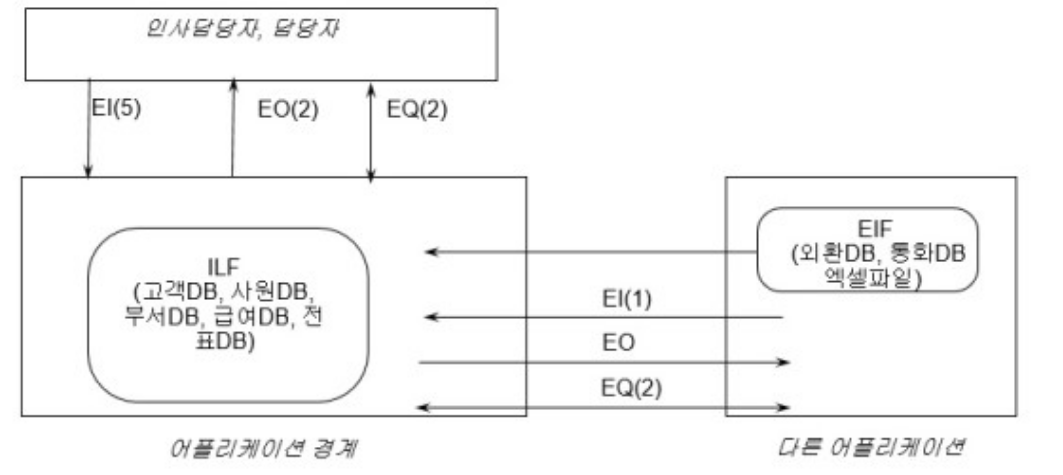 인사담당자, 담당자
EI(5)
EO(2)
EQ(2)
ILF
(고객DB, 사원DB,
무서DB, 급여DB, 전
표DB)
EIF
(외환DB, 통화DB
엑셀파일)
EI(1)
EO
EQ(2)
어플리케이션 경계
다른 어플리케이션